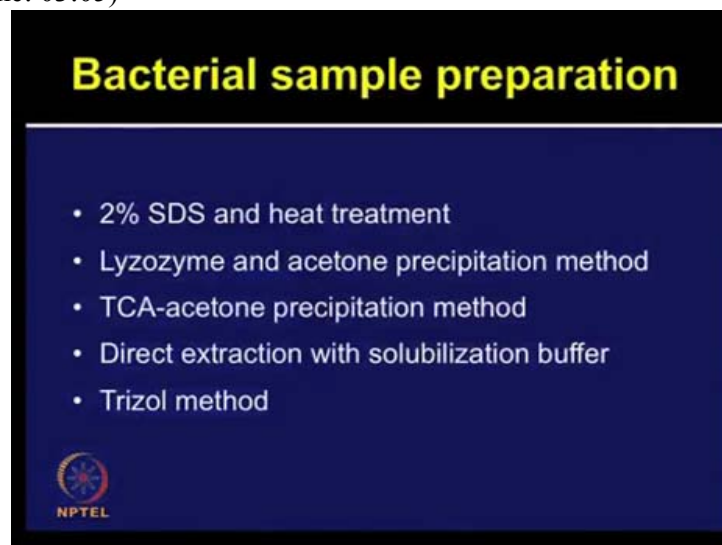 Bacterial sample preparation
• 2% SDS and heat treatment
• Lyzozyme and acetone precipitation method
• TCA-acetone precipitation method
• Direct extraction with solubilization buffer
• Trizol method
NPTEL